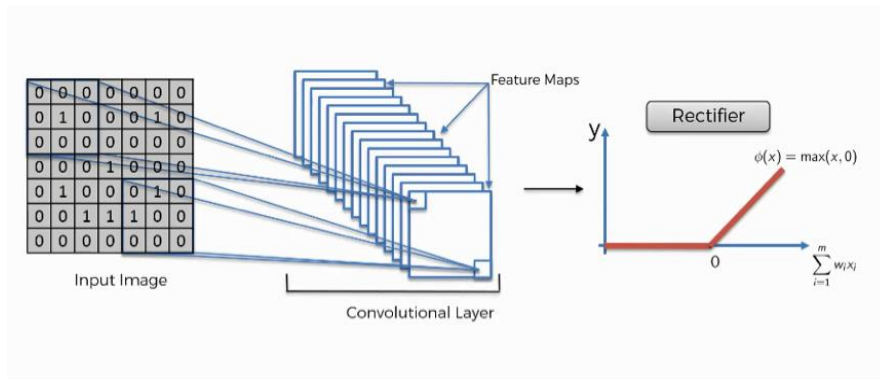 0 0 0 0 0 0 0
0 1 0 0 0 1 0
0 0 0 0 0 0 0
0 0 0 1 0 0 0
0 1 0 0 0 1 0
0 0 1 1 1 0 0
0 0 0 0 0 0 0
Input Image
Feature Maps
Convolutional Layer
Rectifier
y
ϕ(x) = max(x, 0)
0
m
∑ wᵢxᵢ
i=1